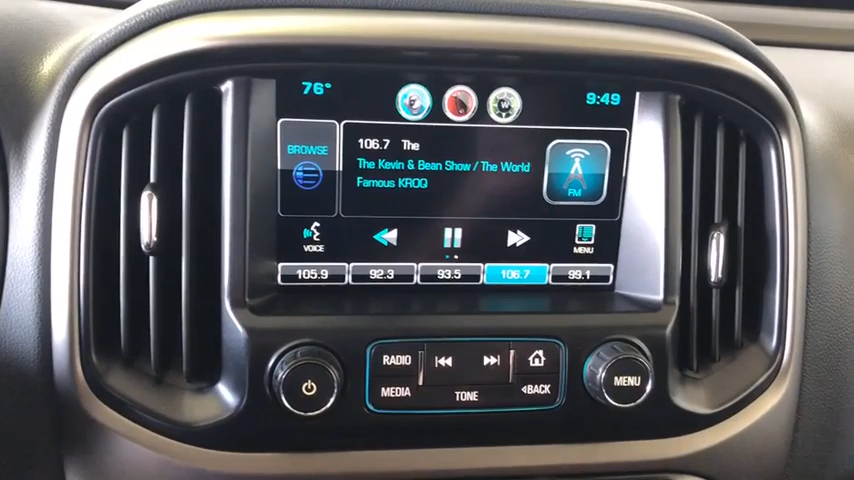 76°
9:49
E
W
BROWSE
106.7 The
The Kevin & Bean Show / The World
Famous KROQ
FM
VOICE
MENU
105.9 92.3 93.5 106.7 99.1
RADIO
MEDIA
TONE
BACK
MENU